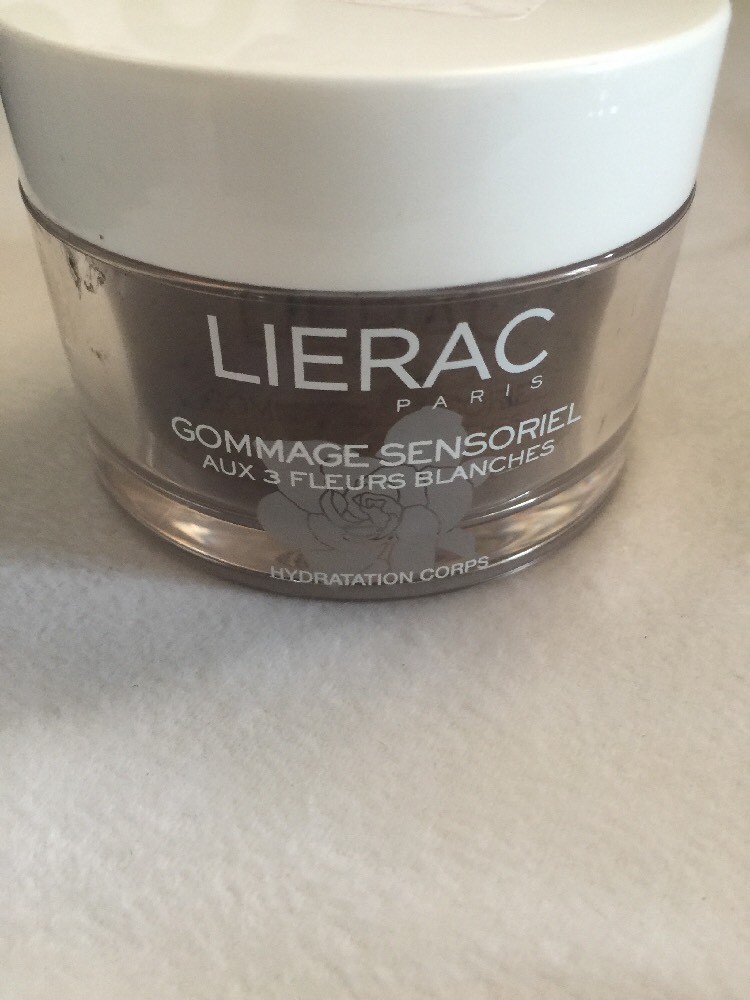 LIERAC
PARIS
GOMMAGE SENSORIEL
AUX 3 FLEURS BLANCHES
HYDRATATION CORPS